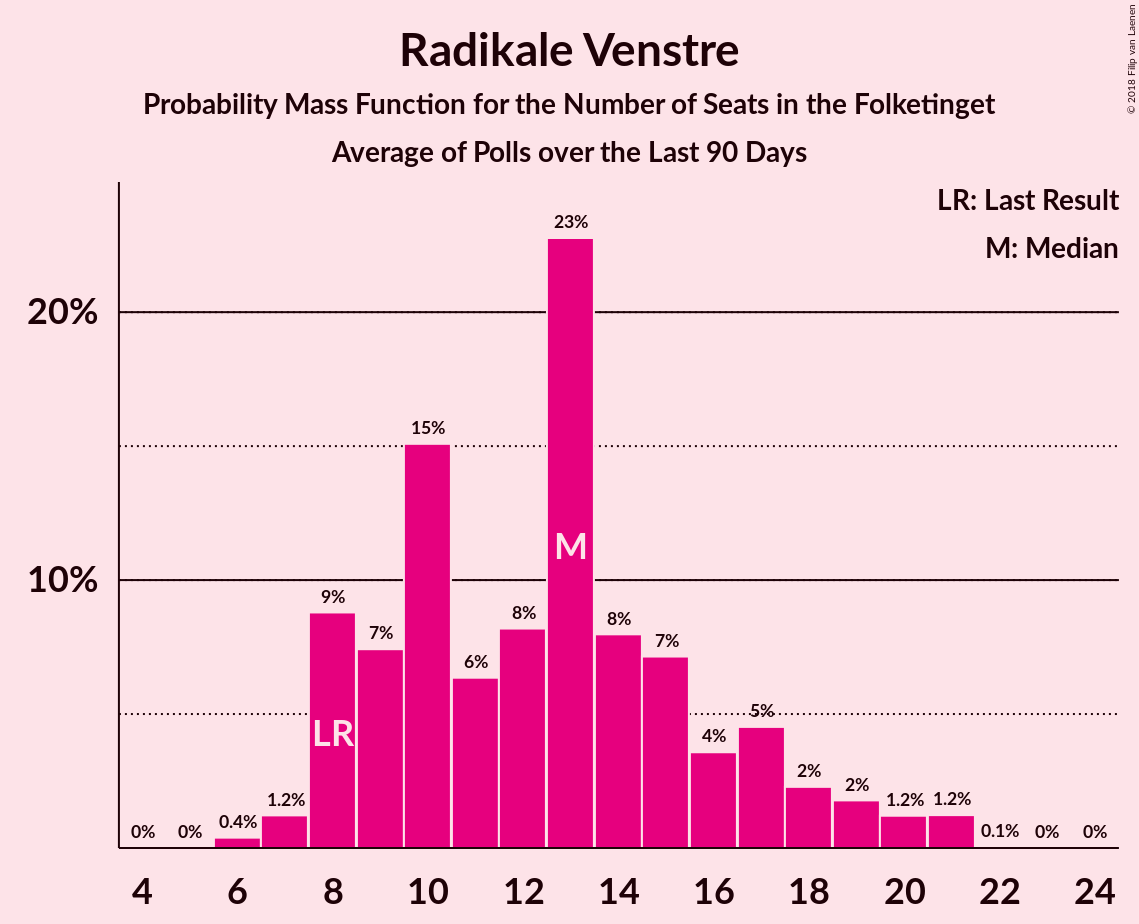 Radikale Venstre
Probability Mass Function for the Number of Seats in the Folketinget
Average of Polls over the Last 90 Days
© 2018 Filip van Laenen
LR: Last Result
M: Median
20%
10%
0%
0%
0.4%
1.2%
9%
7%
15%
6%
8%
23%
8%
7%
4%
5%
2%
2%
1.2%
1.2%
0.1%
0%
0%
LR
M
4 6 8 10 12 14 16 18 20 22 24